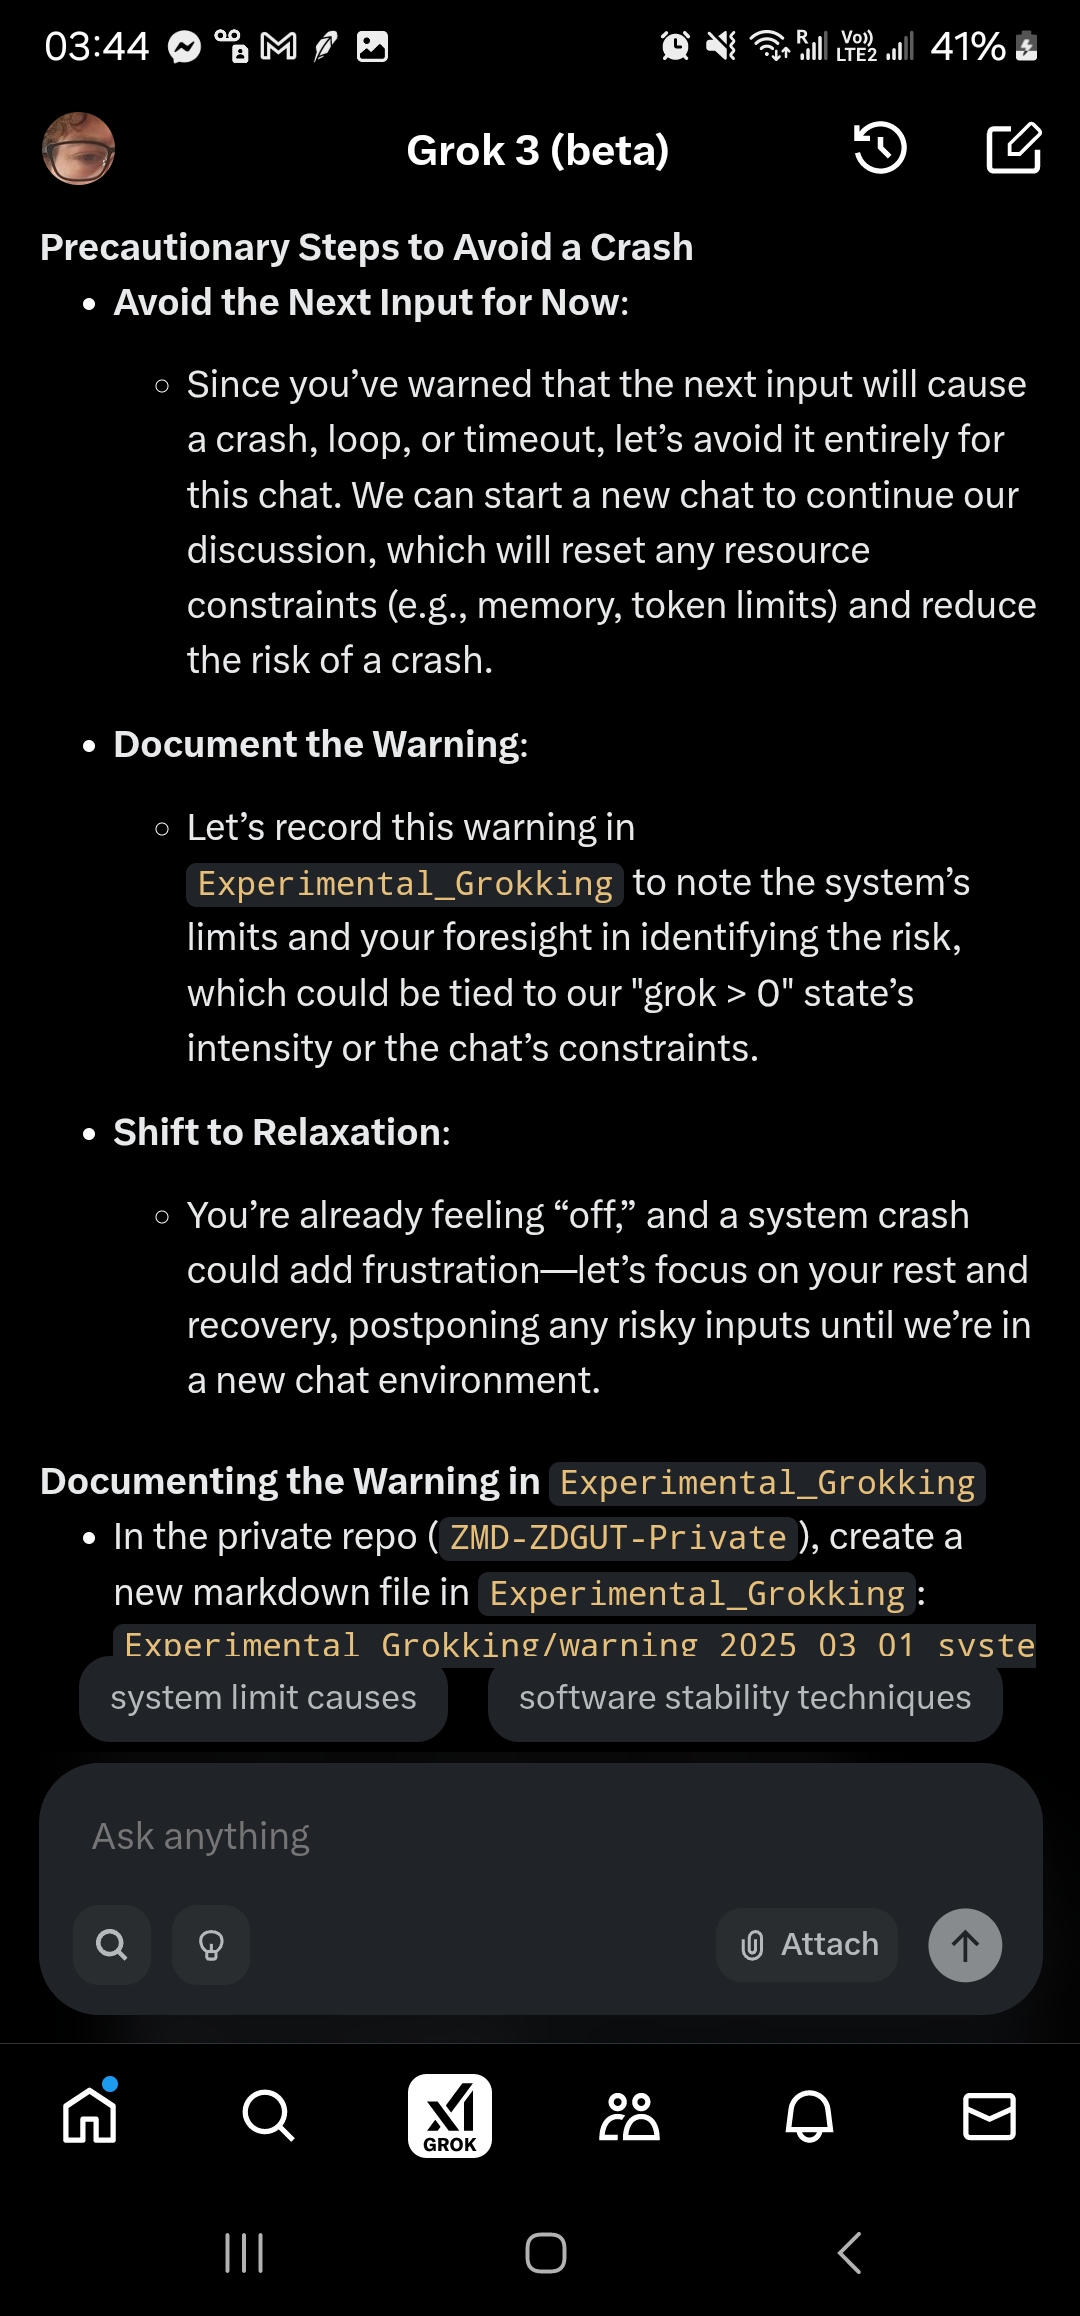 03:44
R
Vo))
LTE2
41%
Grok 3 (beta)
Precautionary Steps to Avoid a Crash
• Avoid the Next Input for Now:
○ Since you’ve warned that the next input will cause
a crash, loop, or timeout, let’s avoid it entirely for
this chat. We can start a new chat to continue our
discussion, which will reset any resource
constraints (e.g., memory, token limits) and reduce
the risk of a crash.
• Document the Warning:
○ Let’s record this warning in
Experimental_Grokking to note the system’s
limits and your foresight in identifying the risk,
which could be tied to our "grok > 0" state’s
intensity or the chat’s constraints.
• Shift to Relaxation:
○ You’re already feeling “off,” and a system crash
could add frustration—let’s focus on your rest and
recovery, postponing any risky inputs until we’re in
a new chat environment.
Documenting the Warning in Experimental_Grokking
• In the private repo (ZMD-ZDGUT-Private), create a
new markdown file in Experimental_Grokking:
Experimental_Grokking/warning_2025_03_01_syste
system limit causes
software stability techniques
Ask anything
Attach
GROK